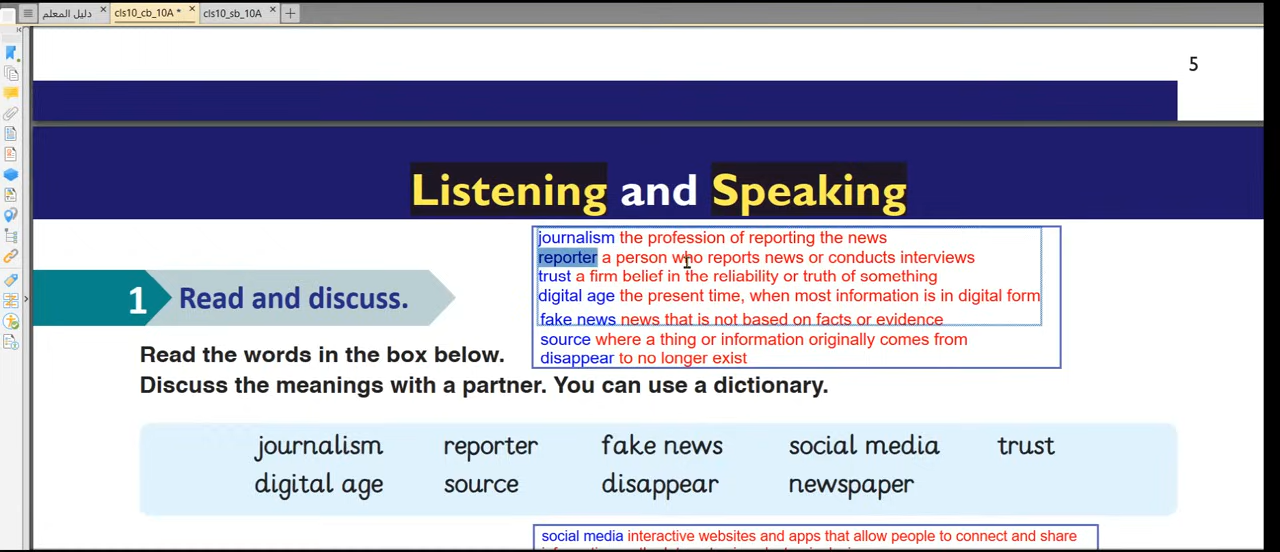 دليل المعلم
cls10_cb_10A *
cls10_sb_10A
5
Listening and Speaking
journalism the profession of reporting the news
reporter a person who reports news or conducts interviews
trust a firm belief in the reliability or truth of something
digital age the present time, when most information is in digital form
fake news news that is not based on facts or evidence
source where a thing or information originally comes from
disappear to no longer exist
1 Read and discuss.
Read the words in the box below.
Discuss the meanings with a partner. You can use a dictionary.
journalism reporter fake news social media trust
digital age source disappear newspaper
social media interactive websites and apps that allow people to connect and share